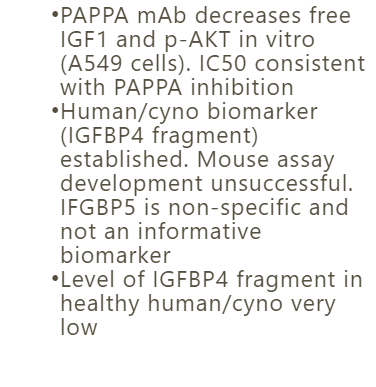 •PAPPA mAb decreases free
IGF1 and p-AKT in vitro
(A549 cells). IC50 consistent
with PAPPA inhibition
•Human/cyno biomarker
(IGFBP4 fragment)
established. Mouse assay
development unsuccessful.
IFGBP5 is non-specific and
not an informative
biomarker
•Level of IGFBP4 fragment in
healthy human/cyno very
low